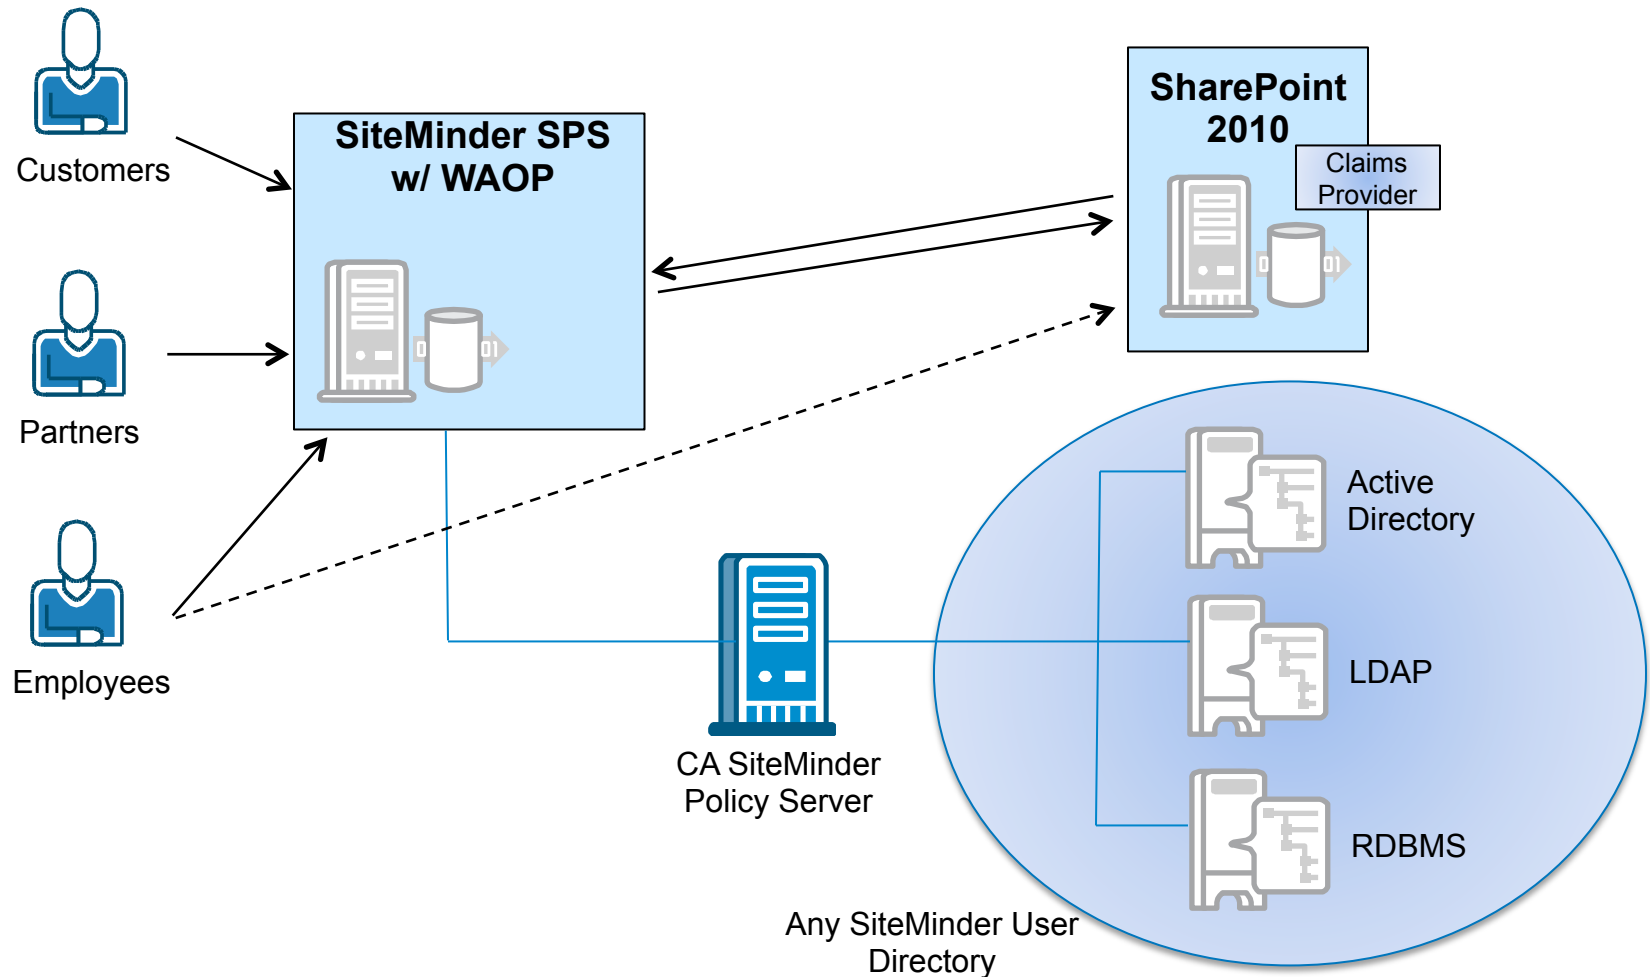 Customers
SiteMinder SPS
w/ WAOP
SharePoint
2010
Claims
Provider
Partners
Employees
CA SiteMinder
Policy Server
Active
Directory
LDAP
RDBMS
Any SiteMinder User
Directory